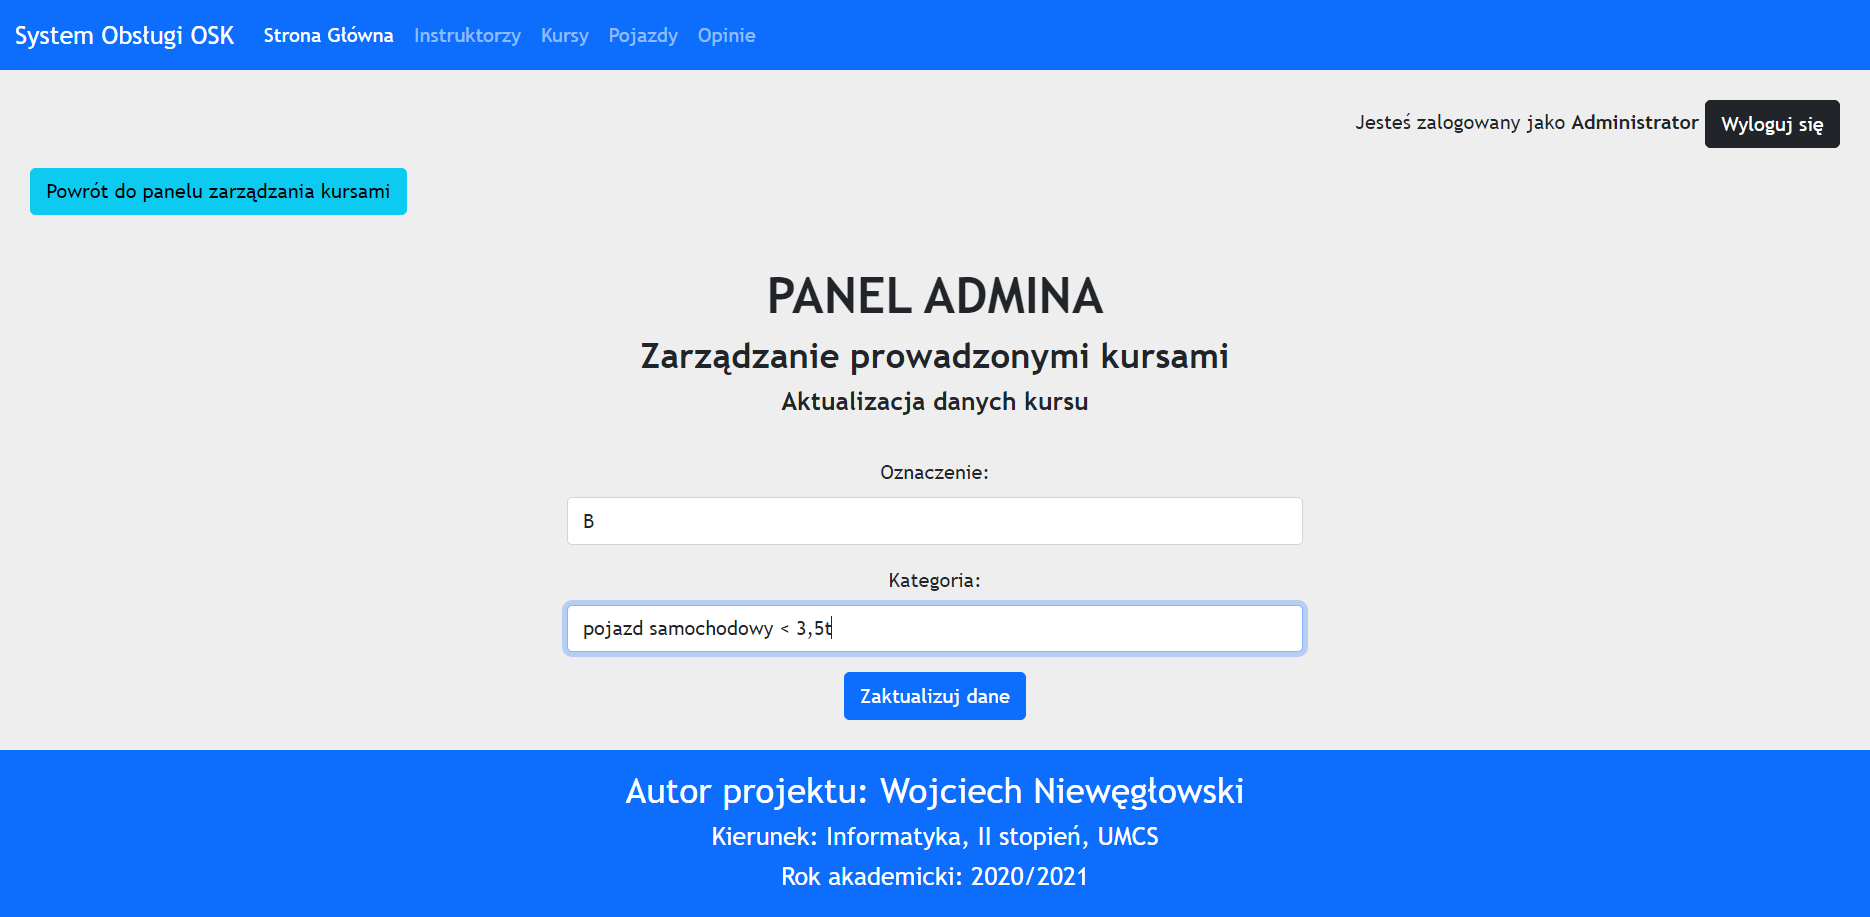 System Obsługi OSK Strona Główna Instruktorzy Kursy Pojazdy Opinie
Jesteś zalogowany jako Administrator Wyloguj się
Powrót do panelu zarządzania kursami
PANEL ADMINA
Zarządzanie prowadzonymi kursami
Aktualizacja danych kursu
Oznaczenie:
B
Kategoria:
pojazd samochodowy < 3,5t
Zaktualizuj dane
Autor projektu: Wojciech Niewęgłowski
Kierunek: Informatyka, II stopień, UMCS
Rok akademicki: 2020/2021